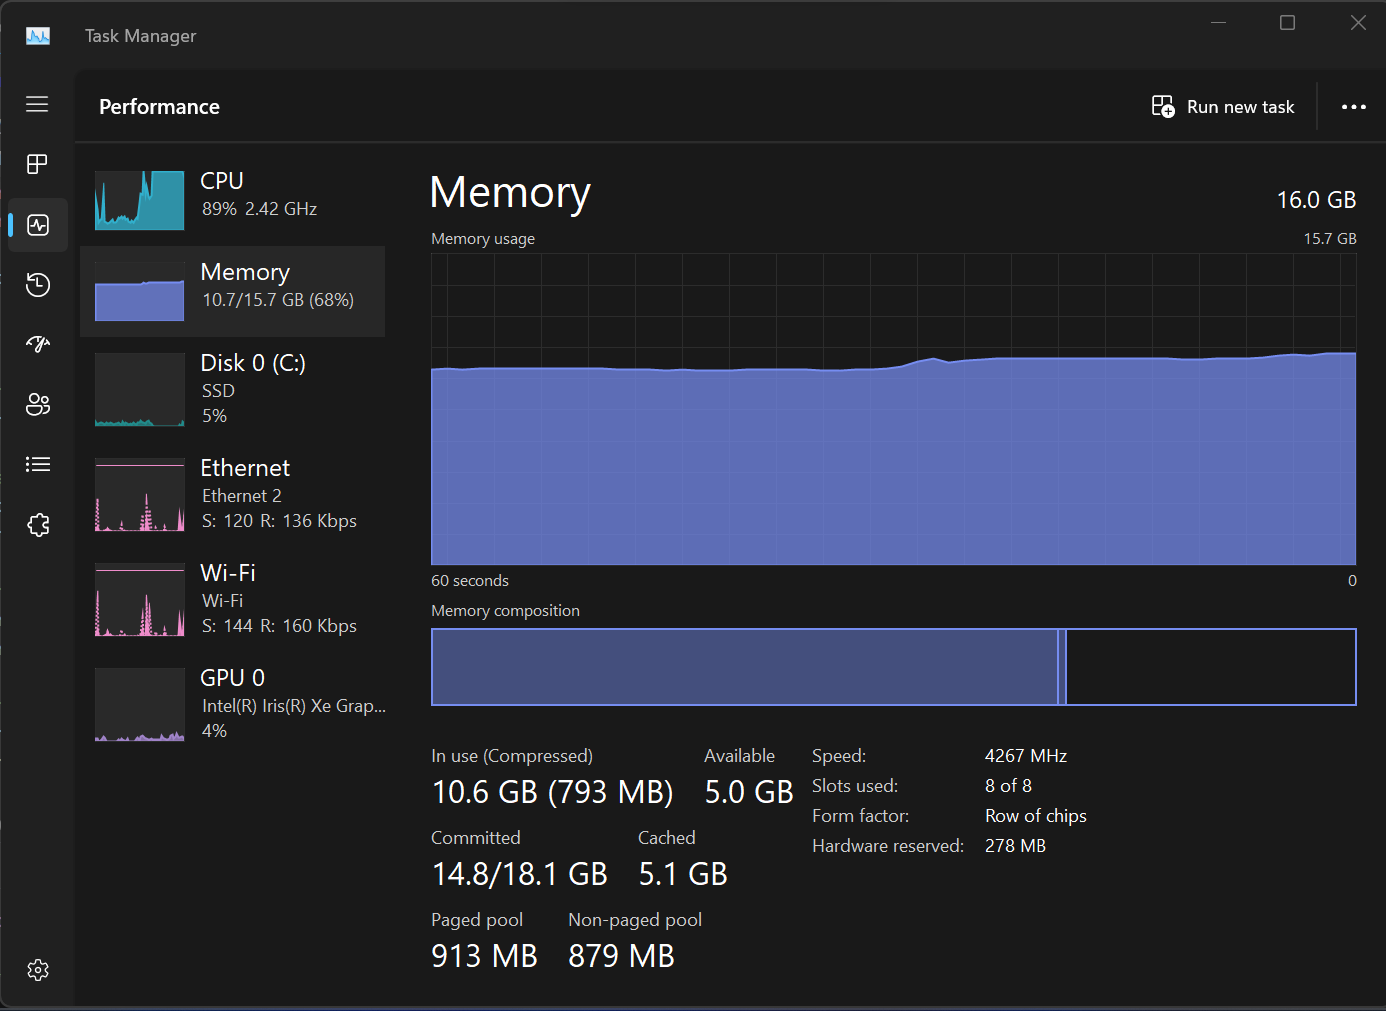 Task Manager
Performance
Run new task
CPU
89% 2.42 GHz
Memory
10.7/15.7 GB (68%)
Disk 0 (C:)
SSD
5%
Ethernet
Ethernet 2
S: 120 R: 136 Kbps
Wi-Fi
Wi-Fi
S: 144 R: 160 Kbps
GPU 0
Intel(R) Iris(R) Xe Grap...
4%
Memory
16.0 GB
Memory usage
15.7 GB
60 seconds
0
Memory composition
In use (Compressed)
10.6 GB (793 MB)
Available
5.0 GB
Committed
14.8/18.1 GB
Cached
5.1 GB
Paged pool
913 MB
Non-paged pool
879 MB
Speed: 4267 MHz
Slots used: 8 of 8
Form factor: Row of chips
Hardware reserved: 278 MB